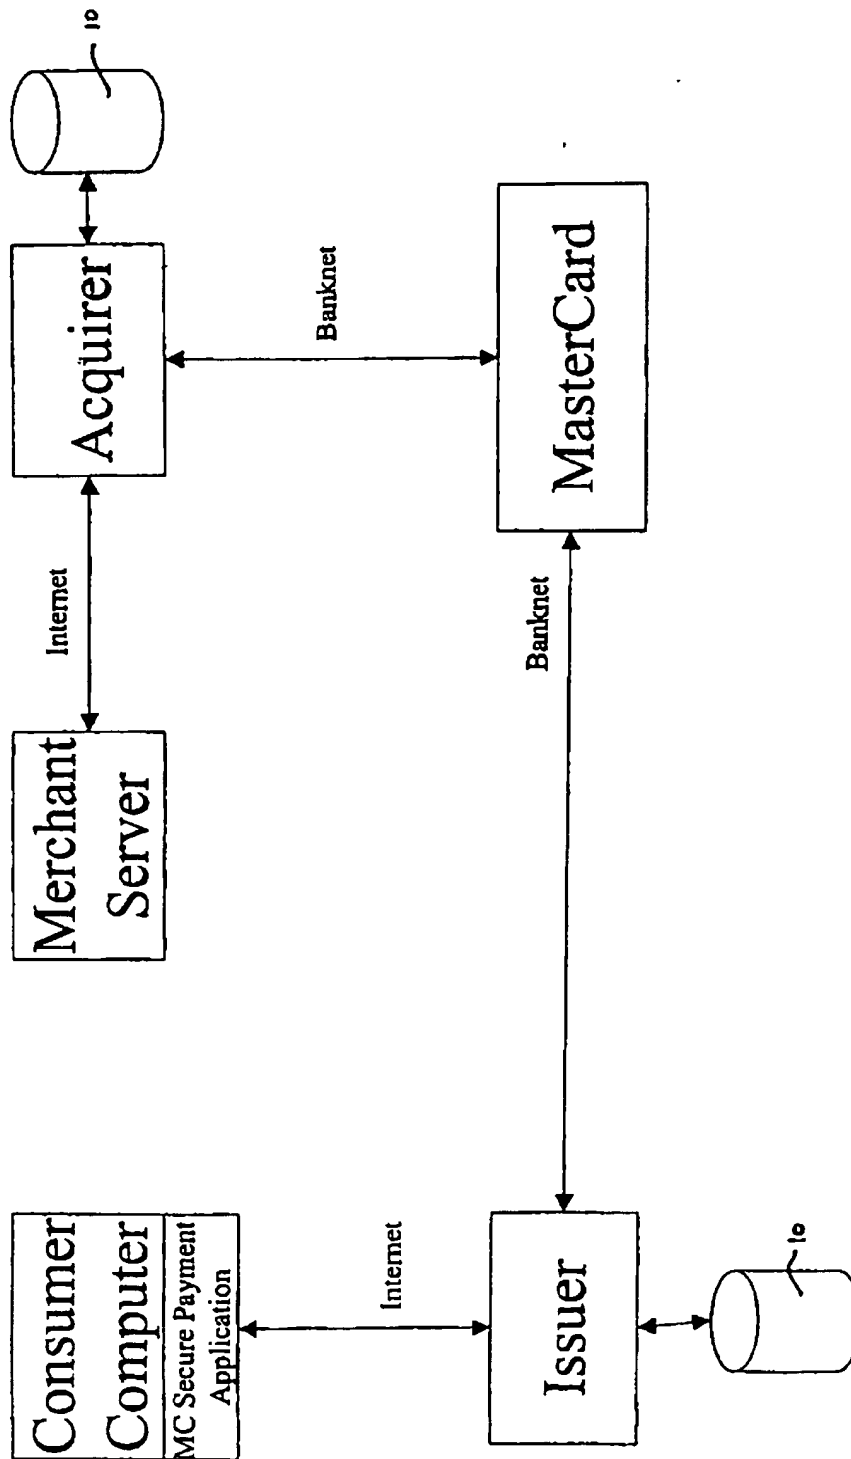 Consumer
Computer
MC Secure Payment
Application
Internet
Issuer
10
Merchant
Server
Internet
Acquirer
10
Banknet
Banknet
MasterCard